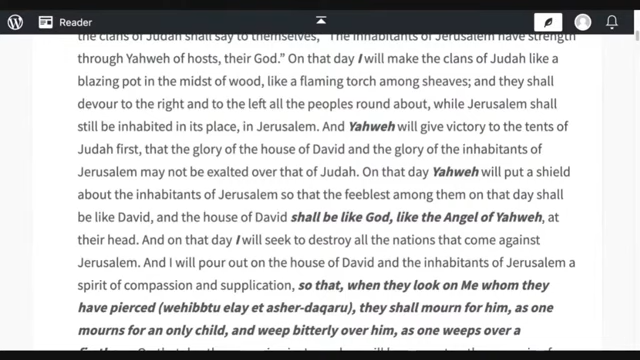 Reader
the clans of Judah shall say to themselves, "The inhabitants of Jerusalem have strength
through Yahweh of hosts, their God." On that day I will make the clans of Judah like a
blazing pot in the midst of wood, like a flaming torch among sheaves; and they shall
devour to the right and to the left all the peoples round about, while Jerusalem shall
still be inhabited in its place, in Jerusalem. And Yahweh will give victory to the tents of
Judah first, that the glory of the house of David and the glory of the inhabitants of
Jerusalem may not be exalted over that of Judah. On that day Yahweh will put a shield
about the inhabitants of Jerusalem so that the feeblest among them on that day shall
be like David, and the house of David shall be like God, like the Angel of Yahweh, at
their head. And on that day I will seek to destroy all the nations that come against
Jerusalem. And I will pour out on the house of David and the inhabitants of Jerusalem a
spirit of compassion and supplication, so that, when they look on Me whom they
have pierced (wehibbtu elay et asher-daqaru), they shall mourn for him, as one
mourns for an only child, and weep bitterly over him, as one weeps over a